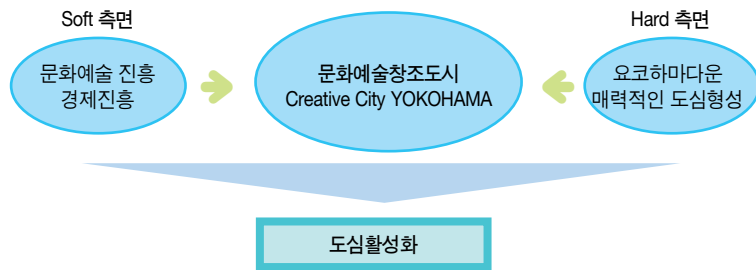 Soft 측면
문화예술 진흥
경제진흥
문화예술창조도시
Creative City YOKOHAMA
Hard 측면
요코하마다운
매력적인 도심형성
도심활성화